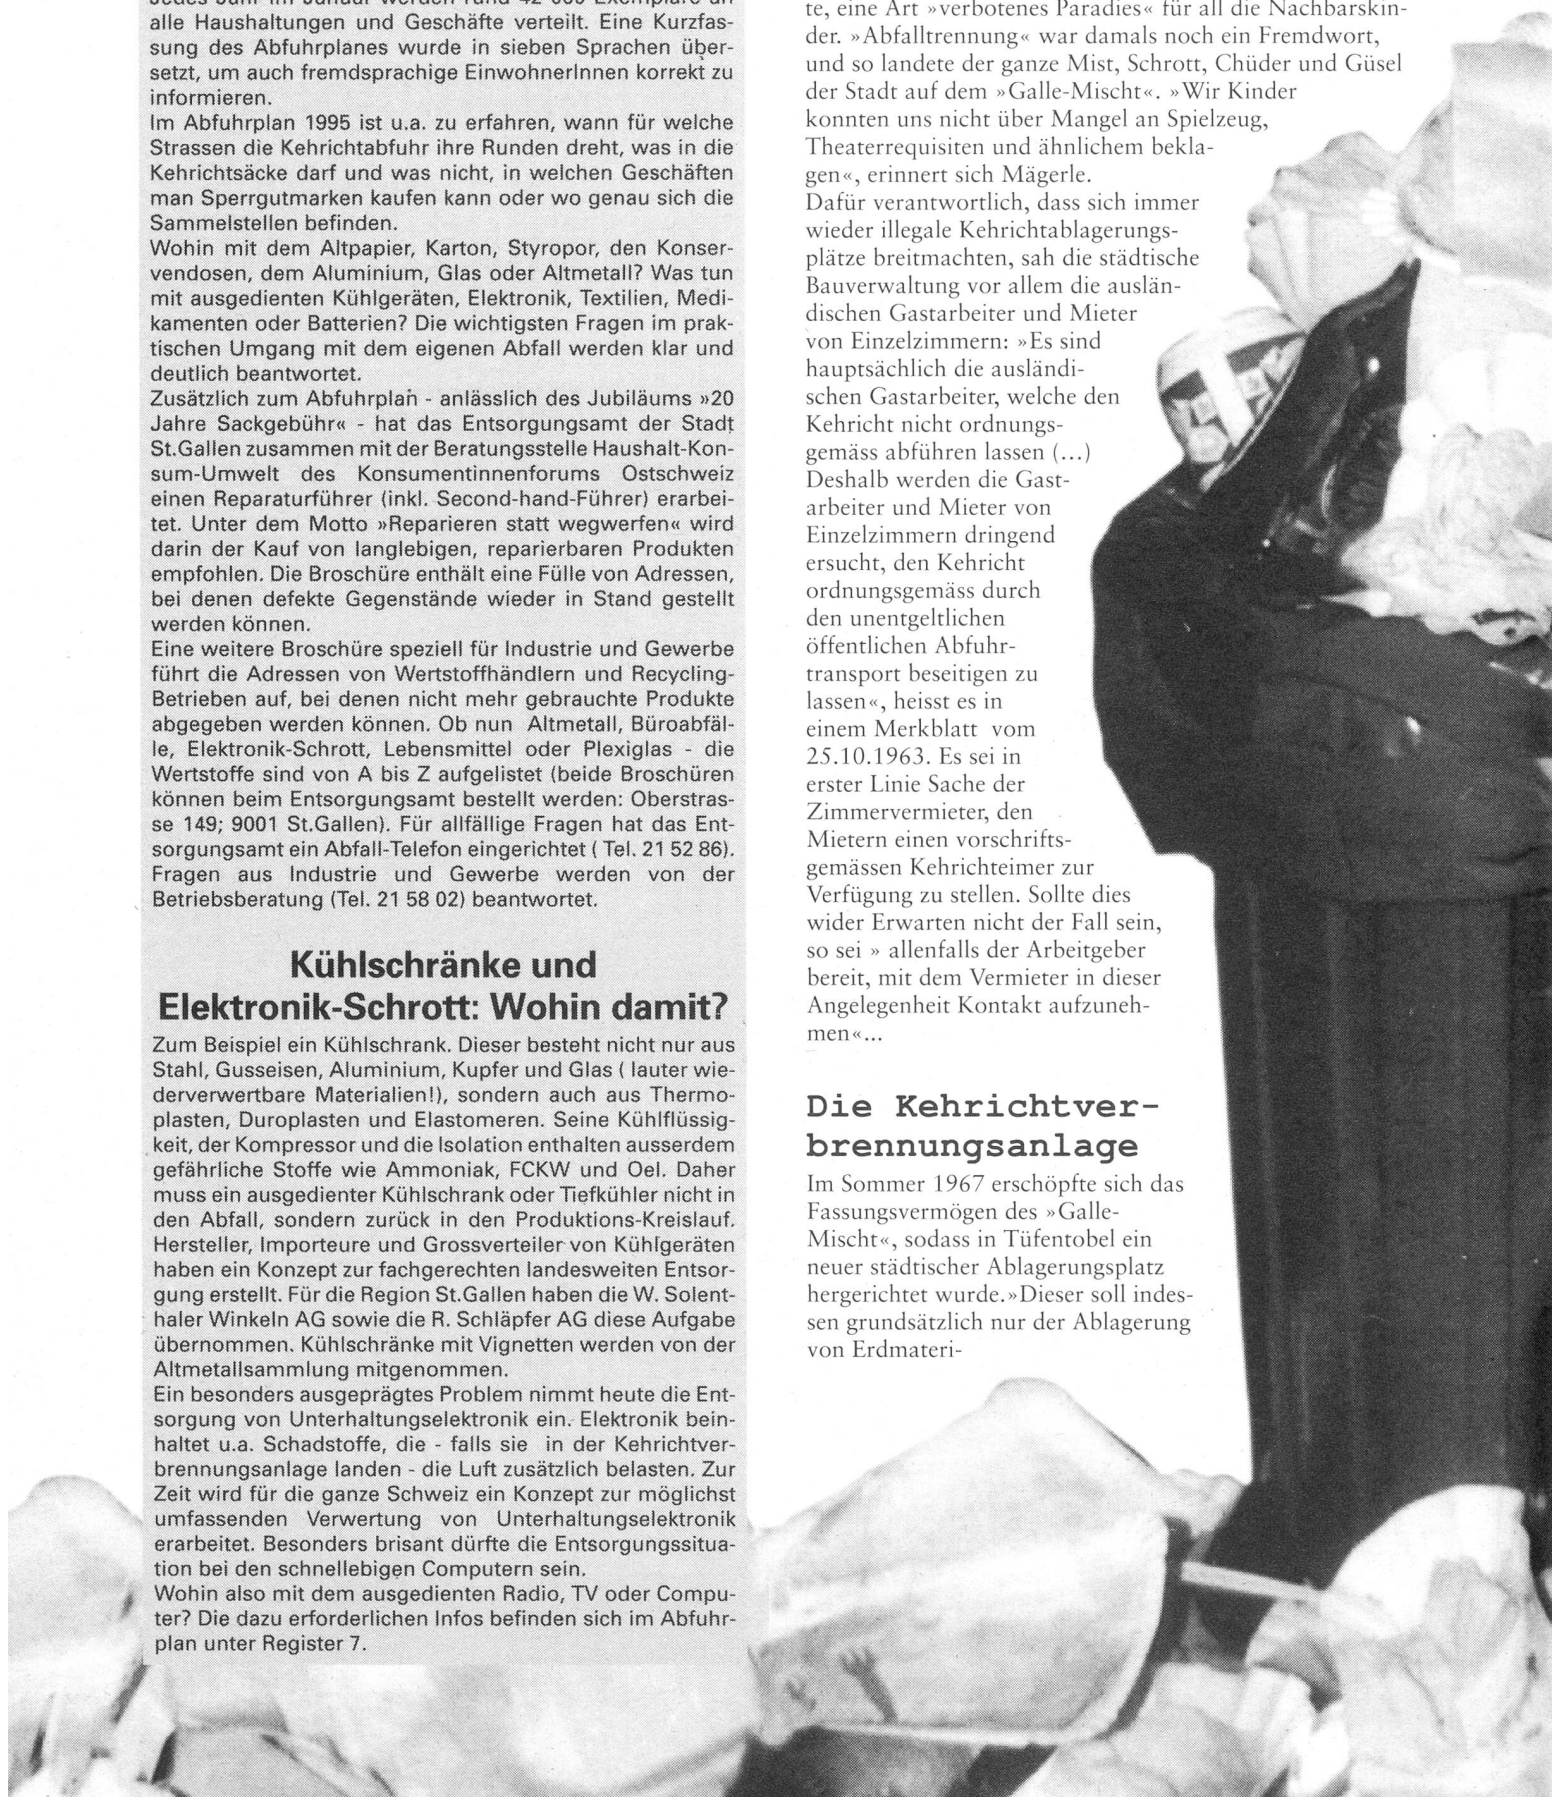 Jedes Jahr im Januar werden rund 42 000 Exemplare an
alle Haushaltungen und Geschäfte verteilt. Eine Kurzfas-
sung des Abfuhrplanes wurde in sieben Sprachen über-
setzt, um auch fremdsprachige EinwohnerInnen korrekt zu
informieren.
Im Abfuhrplan 1995 ist u.a. zu erfahren, wann für welche
Strassen die Kehrichtabfuhr ihre Runden dreht, was in die
Kehrichtsäcke darf und was nicht, in welchen Geschäften
man Sperrgutmarken kaufen kann oder wo genau sich die
Sammelstellen befinden.
Wohin mit dem Altpapier, Karton, Styropor, den Konser-
vendosen, dem Aluminium, Glas oder Altmetall? Was tun
mit ausgedienten Kühlgeräten, Elektronik, Textilien, Medi-
kamenten oder Batterien? Die wichtigsten Fragen im prak-
tischen Umgang mit dem eigenen Abfall werden klar und
deutlich beantwortet.
Zusätzlich zum Abfuhrplan - anlässlich des Jubiläums »20
Jahre Sackgebühr« - hat das Entsorgungsamt der Stadt
St.Gallen zusammen mit der Beratungsstelle Haushalt-Kon-
sum-Umwelt des Konsumentinnenforums Ostschweiz
einen Reparaturführer (inkl. Second-hand-Führer) erarbei-
tet. Unter dem Motto »Reparieren statt wegwerfen« wird
darin der Kauf von langlebigen, reparierbaren Produkten
empfohlen. Die Broschüre enthält eine Fülle von Adressen,
bei denen defekte Gegenstände wieder in Stand gestellt
werden können.
Eine weitere Broschüre speziell für Industrie und Gewerbe
führt die Adressen von Wertstoffhändlern und Recycling-
Betrieben auf, bei denen nicht mehr gebrauchte Produkte
abgegeben werden können. Ob nun Altmetall, Büroabfäl-
le, Elektronik-Schrott, Lebensmittel oder Plexiglas - die
Wertstoffe sind von A bis Z aufgelistet (beide Broschüren
können beim Entsorgungsamt bestellt werden: Oberstras-
se 149; 9001 St.Gallen). Für allfällige Fragen hat das Ent-
sorgungsamt ein Abfall-Telefon eingerichtet ( Tel. 21 52 86).
Fragen aus Industrie und Gewerbe werden von der
Betriebsberatung (Tel. 21 58 02) beantwortet.
Kühlschränke und
Elektronik-Schrott: Wohin damit?
Zum Beispiel ein Kühlschrank. Dieser besteht nicht nur aus
Stahl, Gusseisen, Aluminium, Kupfer und Glas ( lauter wie-
derverwertbare Materialien!), sondern auch aus Thermo-
plasten, Duroplasten und Elastomeren. Seine Kühlflüssig-
keit, der Kompressor und die Isolation enthalten ausserdem
gefährliche Stoffe wie Ammoniak, FCKW und Oel. Daher
muss ein ausgedienter Kühlschrank oder Tiefkühler nicht in
den Abfall, sondern zurück in den Produktions-Kreislauf.
Hersteller, Importeure und Grossverteiler von Kühlgeräten
haben ein Konzept zur fachgerechten landesweiten Entsor-
gung erstellt. Für die Region St.Gallen haben die W. Solent-
haler Winkeln AG sowie die R. Schläpfer AG diese Aufgabe
übernommen. Kühlschränke mit Vignetten werden von der
Altmetallsammlung mitgenommen.
Ein besonders ausgeprägtes Problem nimmt heute die Ent-
sorgung von Unterhaltungselektronik ein. Elektronik bein-
haltet u.a. Schadstoffe, die - falls sie in der Kehrichtver-
brennungsanlage landen - die Luft zusätzlich belasten. Zur
Zeit wird für die ganze Schweiz ein Konzept zur möglichst
umfassenden Verwertung von Unterhaltungselektronik
erarbeitet. Besonders brisant dürfte die Entsorgungssitua-
tion bei den schnellebigen Computern sein.
Wohin also mit dem ausgedienten Radio, TV oder Compu-
ter? Die dazu erforderlichen Infos befinden sich im Abfuhr-
plan unter Register 7.
te, eine Art »verbotenes Paradies« für all die Nachbarskin-
der. »Abfalltrennung« war damals noch ein Fremdwort,
und so landete der ganze Mist, Schrott, Chüder und Güsel
der Stadt auf dem »Galle-Mischt«. »Wir Kinder
konnten uns nicht über Mangel an Spielzeug,
Theaterrequisiten und ähnlichem bekla-
gen«, erinnert sich Mägerle.
Dafür verantwortlich, dass sich immer
wieder illegale Kehrichtablagerungs-
plätze breitmachten, sah die städtische
Bauverwaltung vor allem die auslän-
dischen Gastarbeiter und Mieter
von Einzelzimmern: »Es sind
hauptsächlich die ausländi-
schen Gastarbeiter, welche den
Kehricht nicht ordnungs-
gemäss abführen lassen (...)
Deshalb werden die Gast-
arbeiter und Mieter von
Einzelzimmern dringend
ersucht, den Kehricht
ordnungsgemäss durch
den unentgeltlichen
öffentlichen Abfuhr-
transport beseitigen zu
lassen«, heisst es in
einem Merkblatt vom
25.10.1963. Es sei in
erster Linie Sache der
Zimmervermieter, den
Mietern einen vorschrifts-
gemässen Kehrichteimer zur
Verfügung zu stellen. Sollte dies
wider Erwarten nicht der Fall sein,
so sei » allenfalls der Arbeitgeber
bereit, mit dem Vermieter in dieser
Angelegenheit Kontakt aufzuneh-
men«...
Die Kehrichtver-
brennungsanlage
Im Sommer 1967 erschöpfte sich das
Fassungsvermögen des »Galle-
Mischt«, sodass in Tüfentobel ein
neuer städtischer Ablagerungsplatz
hergerichtet wurde.»Dieser soll indes-
sen grundsätzlich nur der Ablagerung
von Erdmateri-